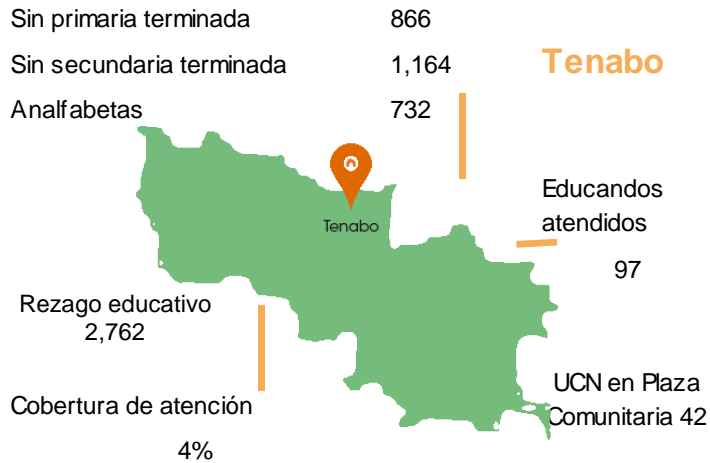 Sin primaria terminada 866
Sin secundaria terminada 1,164
Tenabo
Analfabetas 732
Tenabo
Educandos
atendidos
97
Rezago educativo
2,762
Cobertura de atención
4%
UCN en Plaza
Comunitaria 42